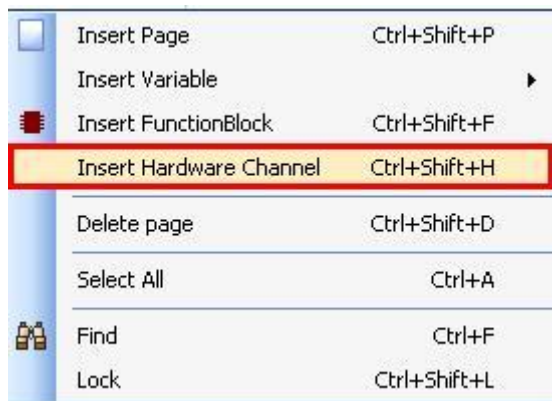 Insert Page Ctrl+Shift+P
Insert Variable
Insert FunctionBlock Ctrl+Shift+F
Insert Hardware Channel Ctrl+Shift+H
Delete page Ctrl+Shift+D
Select All Ctrl+A
Find Ctrl+F
Lock Ctrl+Shift+L